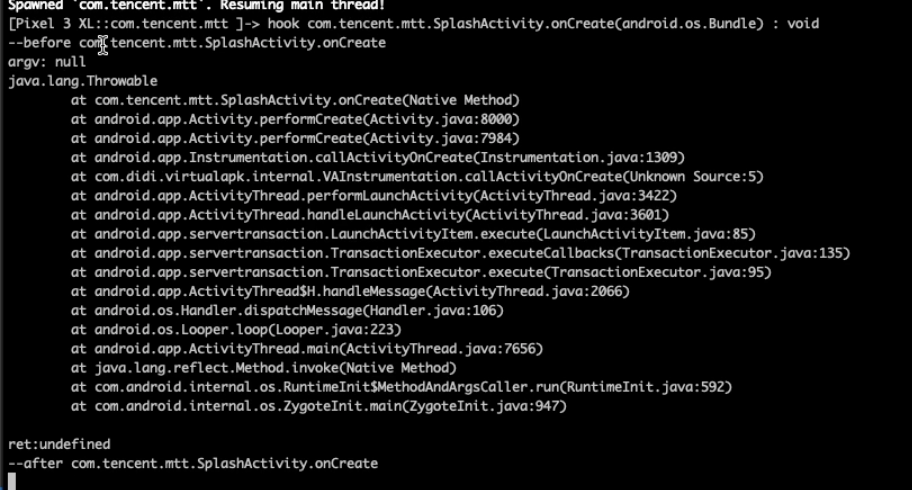 Spawned `com.tencent.mtt`. Resuming main thread!
[Pixel 3 XL::com.tencent.mtt ]-> hook com.tencent.mtt.SplashActivity.onCreate(android.os.Bundle) : void
--before com.tencent.mtt.SplashActivity.onCreate
argv: null
java.lang.Throwable
at com.tencent.mtt.SplashActivity.onCreate(Native Method)
at android.app.Activity.performCreate(Activity.java:8000)
at android.app.Activity.performCreate(Activity.java:7984)
at android.app.Instrumentation.callActivityOnCreate(Instrumentation.java:1309)
at com.didi.virtualapk.internal.VAInstrumentation.callActivityOnCreate(Unknown Source:5)
at android.app.ActivityThread.performLaunchActivity(ActivityThread.java:3422)
at android.app.ActivityThread.handleLaunchActivity(ActivityThread.java:3601)
at android.app.servertransaction.LaunchActivityItem.execute(LaunchActivityItem.java:85)
at android.app.servertransaction.TransactionExecutor.executeCallbacks(TransactionExecutor.java:135)
at android.app.servertransaction.TransactionExecutor.execute(TransactionExecutor.java:95)
at android.app.ActivityThread$H.handleMessage(ActivityThread.java:2066)
at android.os.Handler.dispatchMessage(Handler.java:106)
at android.os.Looper.loop(Looper.java:223)
at android.app.ActivityThread.main(ActivityThread.java:7656)
at java.lang.reflect.Method.invoke(Native Method)
at com.android.internal.os.RuntimeInit$MethodAndArgsCaller.run(RuntimeInit.java:592)
at com.android.internal.os.ZygoteInit.main(ZygoteInit.java:947)
ret:undefined
--after com.tencent.mtt.SplashActivity.onCreate